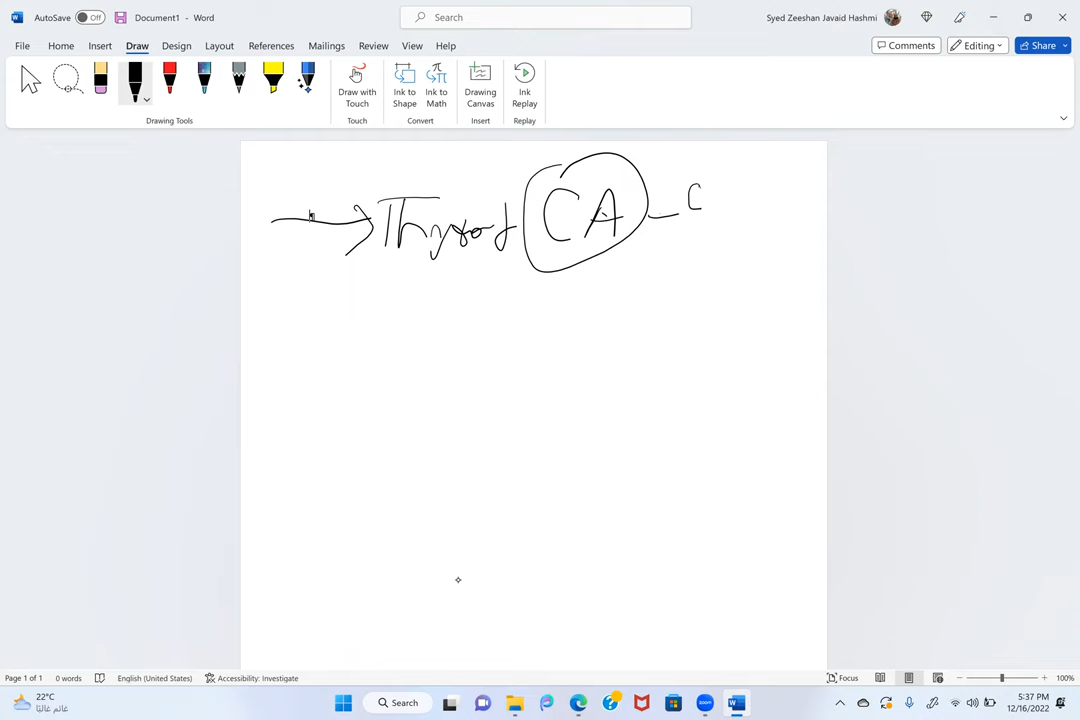 AutoSave Off Document1 - Word Search Syed Zeeshan Javaid Hashmi
File Home Insert Draw Design Layout References Mailings Review View Help Comments Editing Share
Draw with Touch
Ink to Shape
Ink to Math
Drawing Canvas
Ink Replay
Drawing Tools Touch Convert Insert Replay
Thyroid CA - C
Page 1 of 1 0 words English (United States) Accessibility: Investigate Focus 100%
22°C
غائم غالبًا
Search
zoom
5:37 PM
12/16/2022